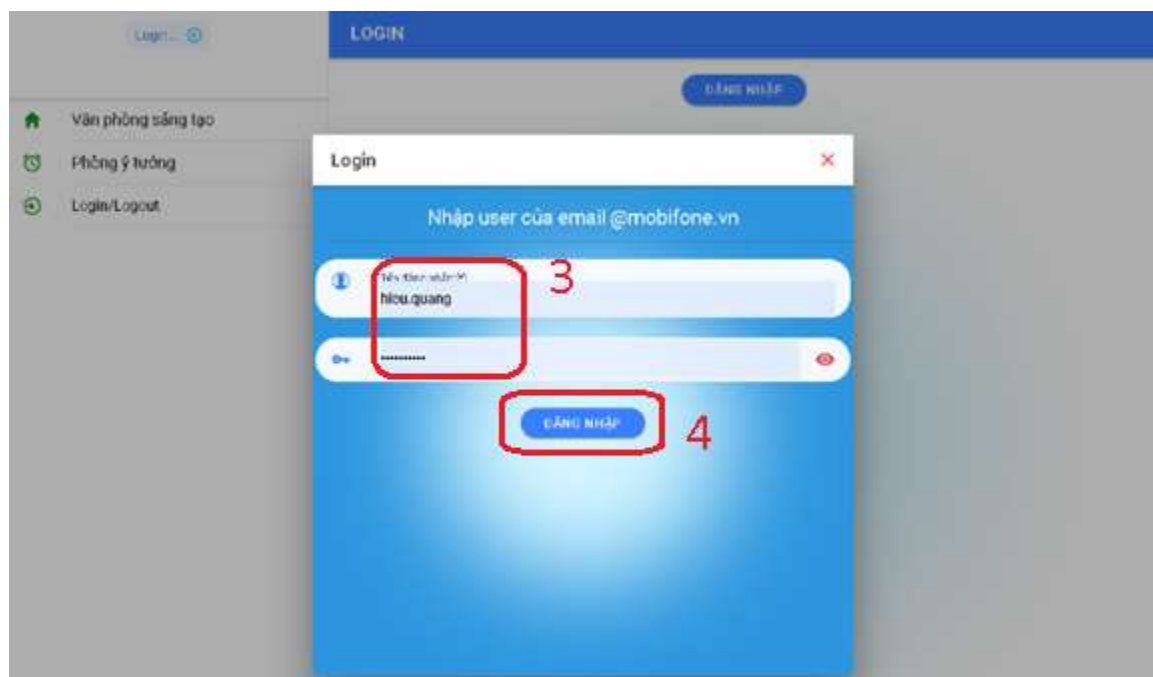 Login...
LOGIN
ĐĂNG NHẬP
Văn phòng sáng tạo
Phòng ý tưởng
Login/Logout
Login
Nhập user của email @mobifone.vn
3
hieu.quang
4
ĐĂNG NHẬP